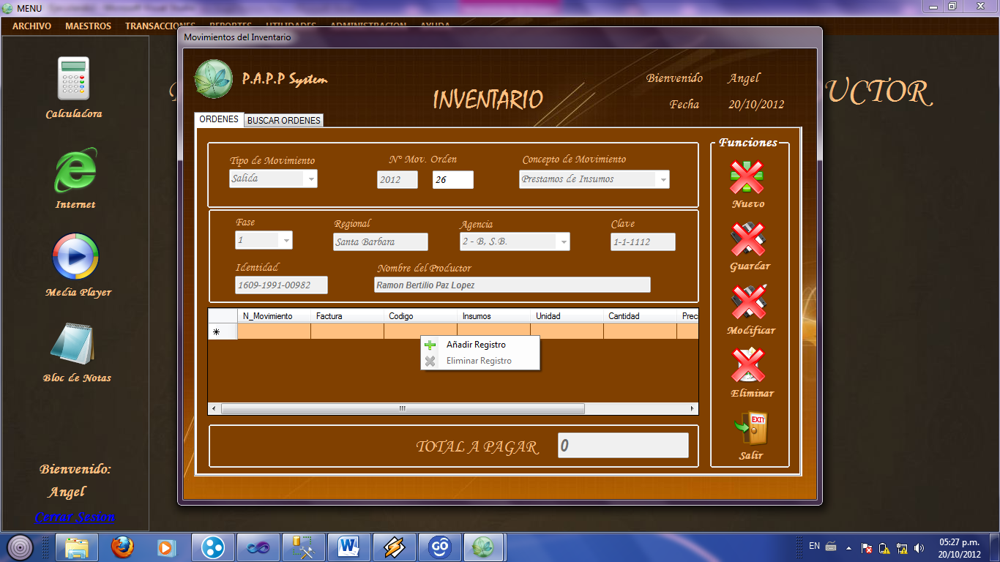 MENU
ARCHIVO MAESTROS TRANSACCIONES REPORTES UTILIDADES ADMINISTRACION AYUDA
Movimientos del Inventario
Calculadora
Internet
Media Player
Bloc de Notas
Bienvenido:
Angel
Cerrar Sesion
UCTOR
P.A.P.P System
INVENTARIO
Bienvenido Angel
Fecha 20/10/2012
ORDENES BUSCAR ORDENES
Tipo de Movimiento N° Mov. Orden Concepto de Movimiento
Salida 2012 26 Prestamos de Insumos
Fase Regional Agencia Clave
1 Santa Barbara 2 - B, S.B. 1-1-1112
Identidad Nombre del Productor
1609-1991-00982 Ramon Bertilio Paz Lopez
N_Movimiento Factura Codigo Insumos Unidad Cantidad Prec
Añadir Registro
Eliminar Registro
TOTAL A PAGAR 0
Funciones
Nuevo
Guardar
Modificar
Eliminar
EXIT
Salir
EN 05:27 p.m.
20/10/2012